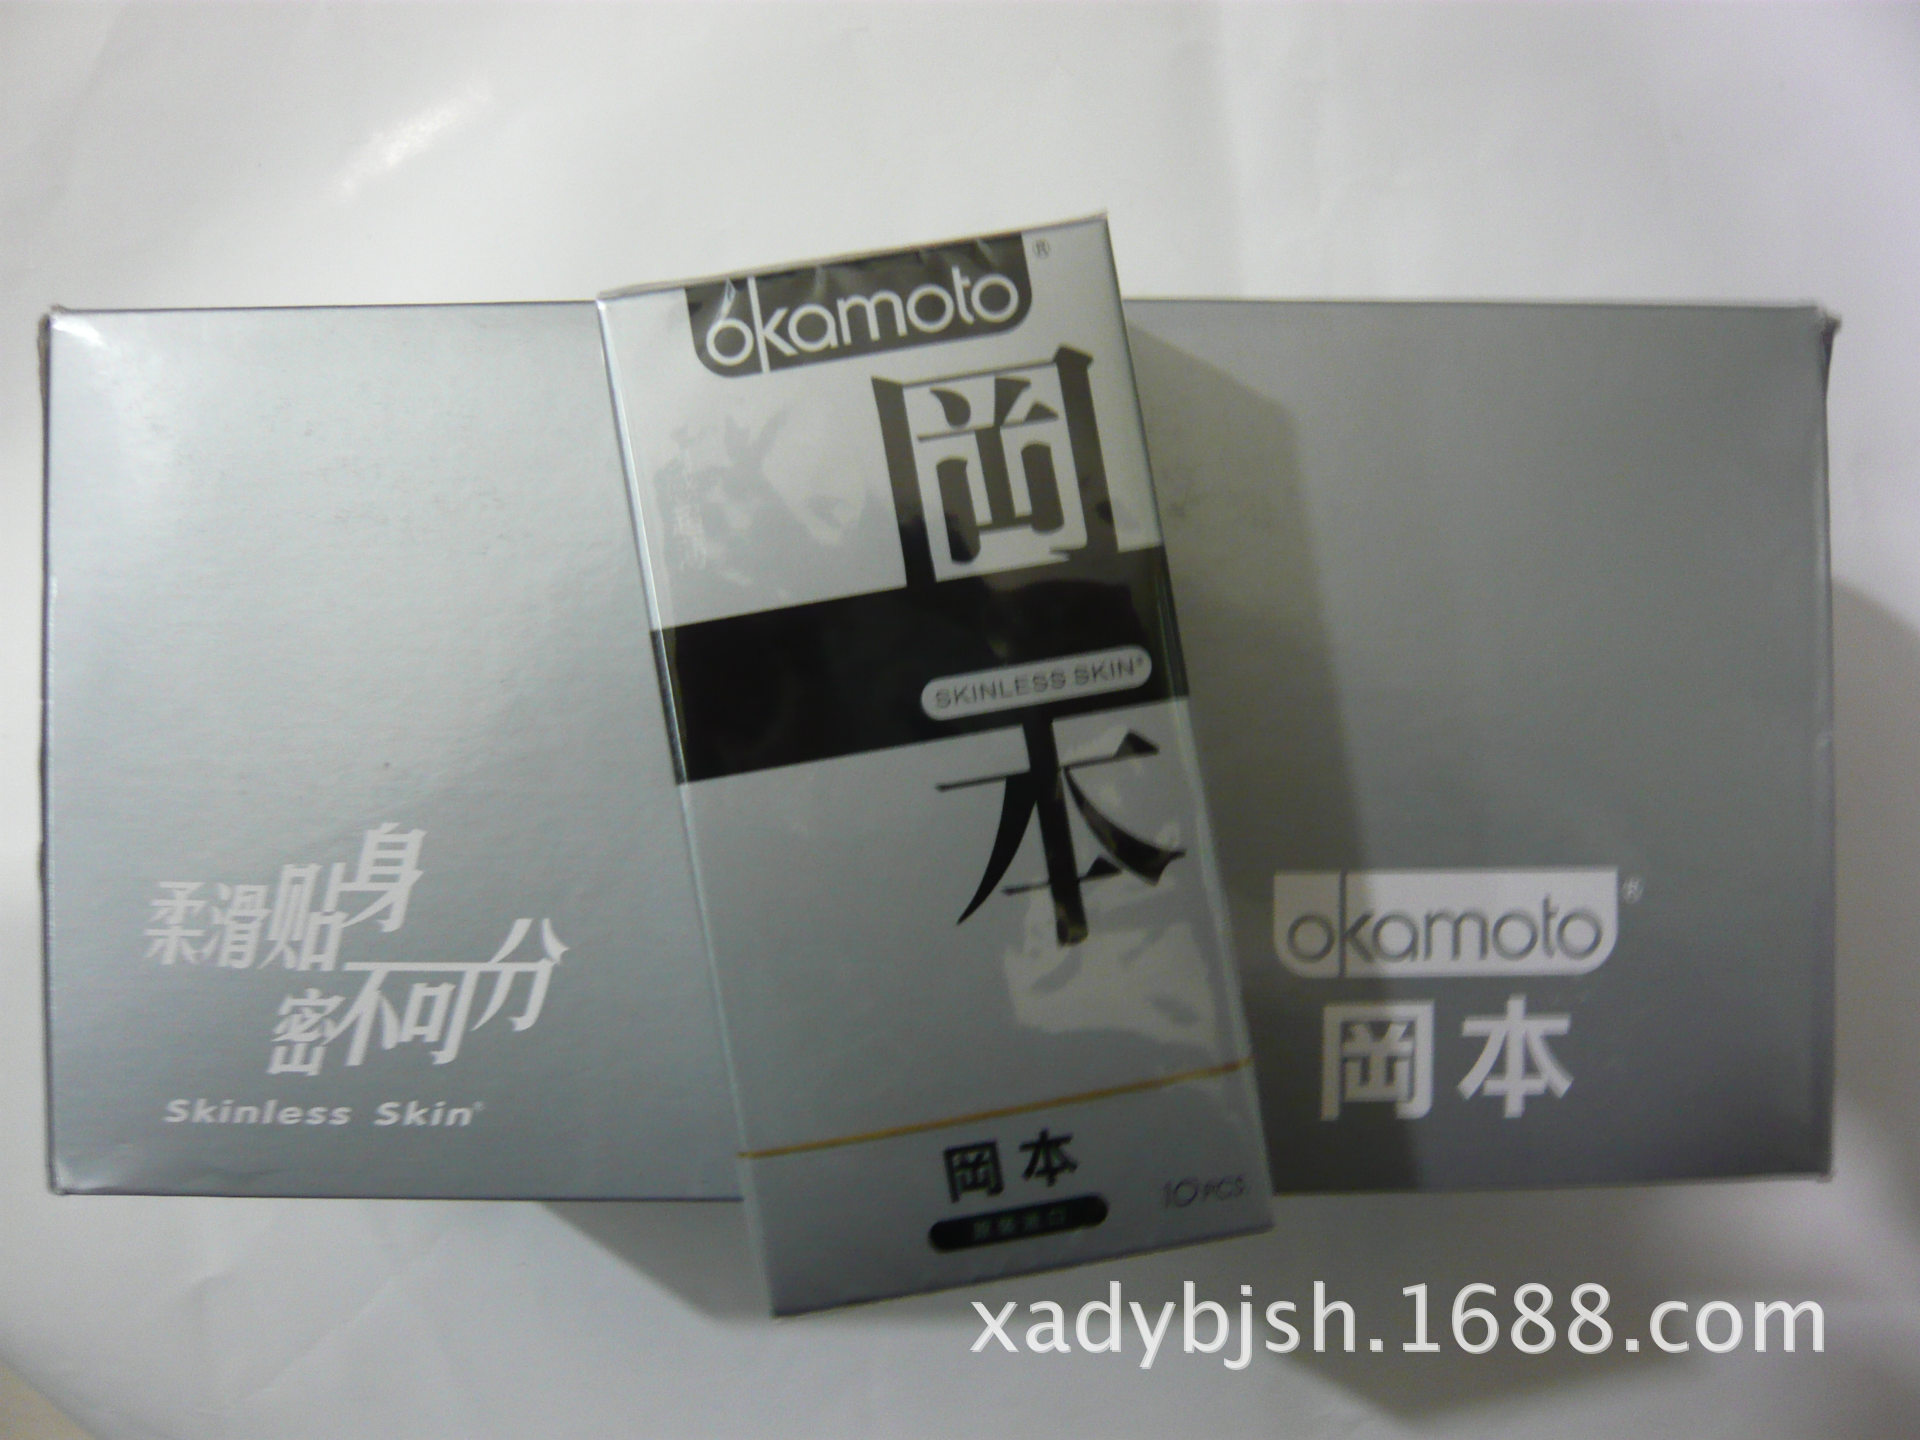 okamoto®
岡
SKINLESS SKIN®
本
岡本
10PCS
柔滑贴身
密不可分
Skinless Skin®
okamoto®
岡本
xadybjsh.1688.com